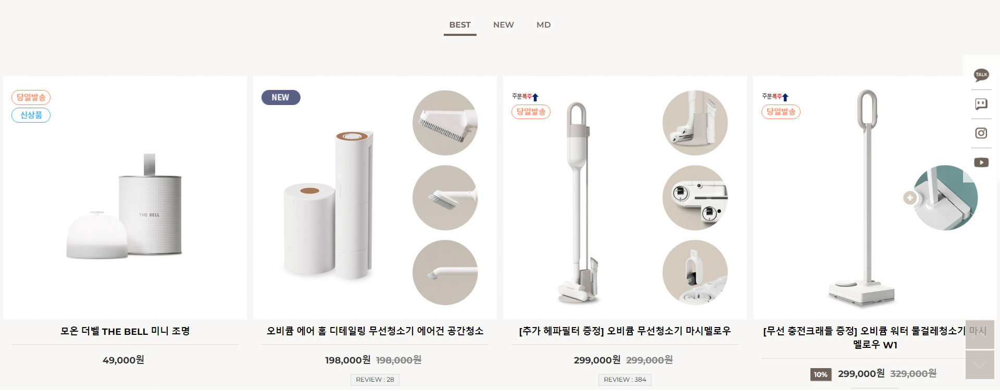 BEST NEW MD
TALK
당일발송
신상품
THE BELL
모온 더벨 THE BELL 미니 조명
49,000원
NEW
오비큠 에어 홀 디테일링 무선청소기 에어건 공간청소
198,000원 198,000원
REVIEW : 28
주문폭주
당일발송
[추가 헤파필터 증정] 오비큠 무선청소기 마시멜로우
299,000원 299,000원
REVIEW : 384
주문폭주
당일발송
[무선 충전크래들 증정] 오비큠 워터 물걸레청소기 마시
멜로우 W1
10% 299,000원 329,000원